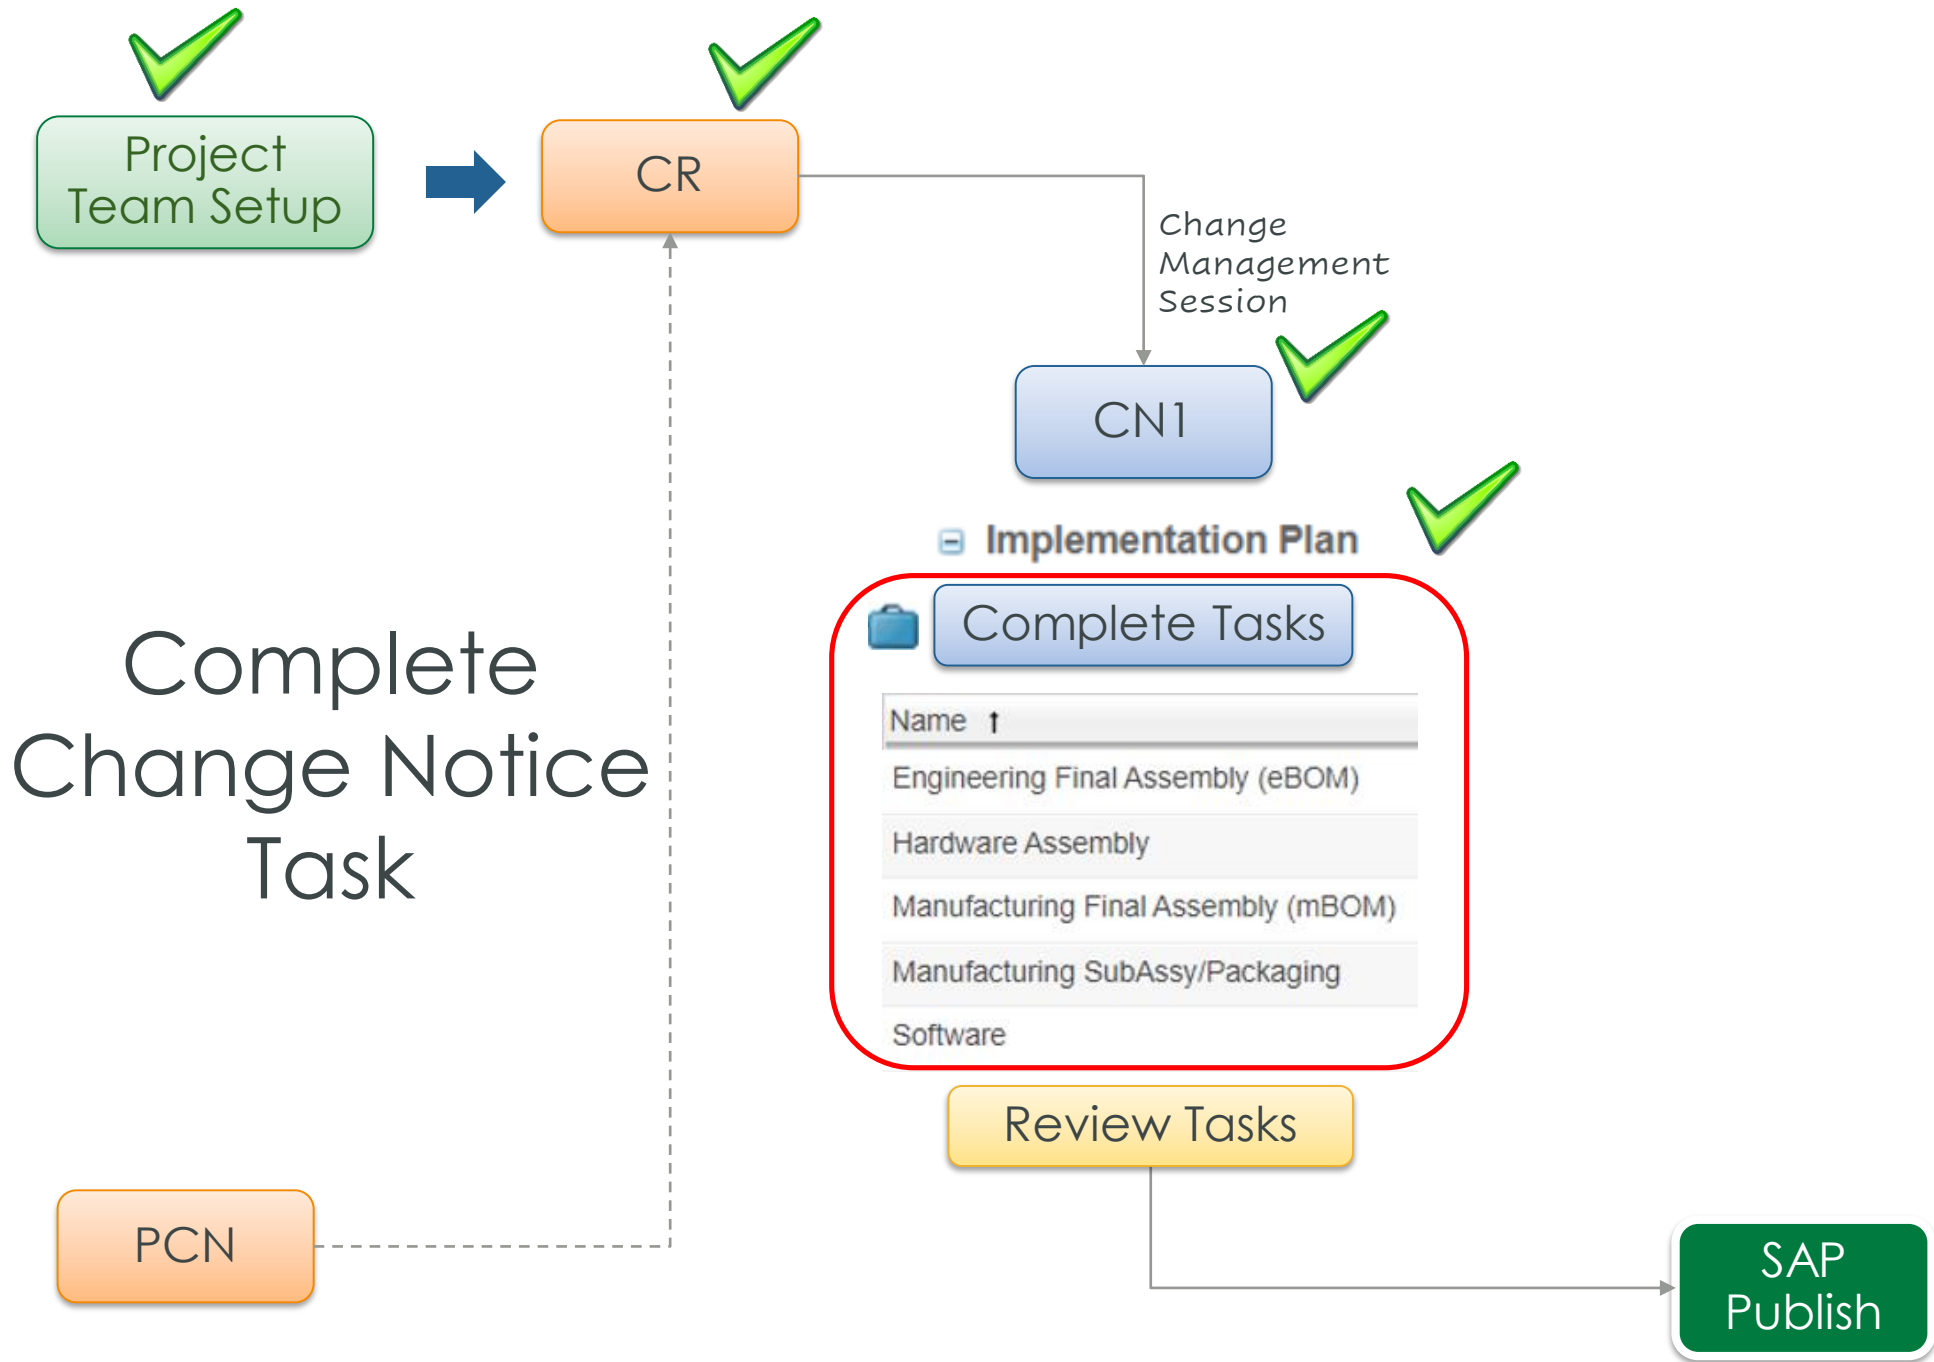 Project
Team Setup
CR
Change
Management
Session
CN1
Implementation Plan
Complete Tasks
Name ↑
Engineering Final Assembly (eBOM)
Hardware Assembly
Manufacturing Final Assembly (mBOM)
Manufacturing SubAssy/Packaging
Software
Complete
Change Notice
Task
Review Tasks
PCN
SAP
Publish